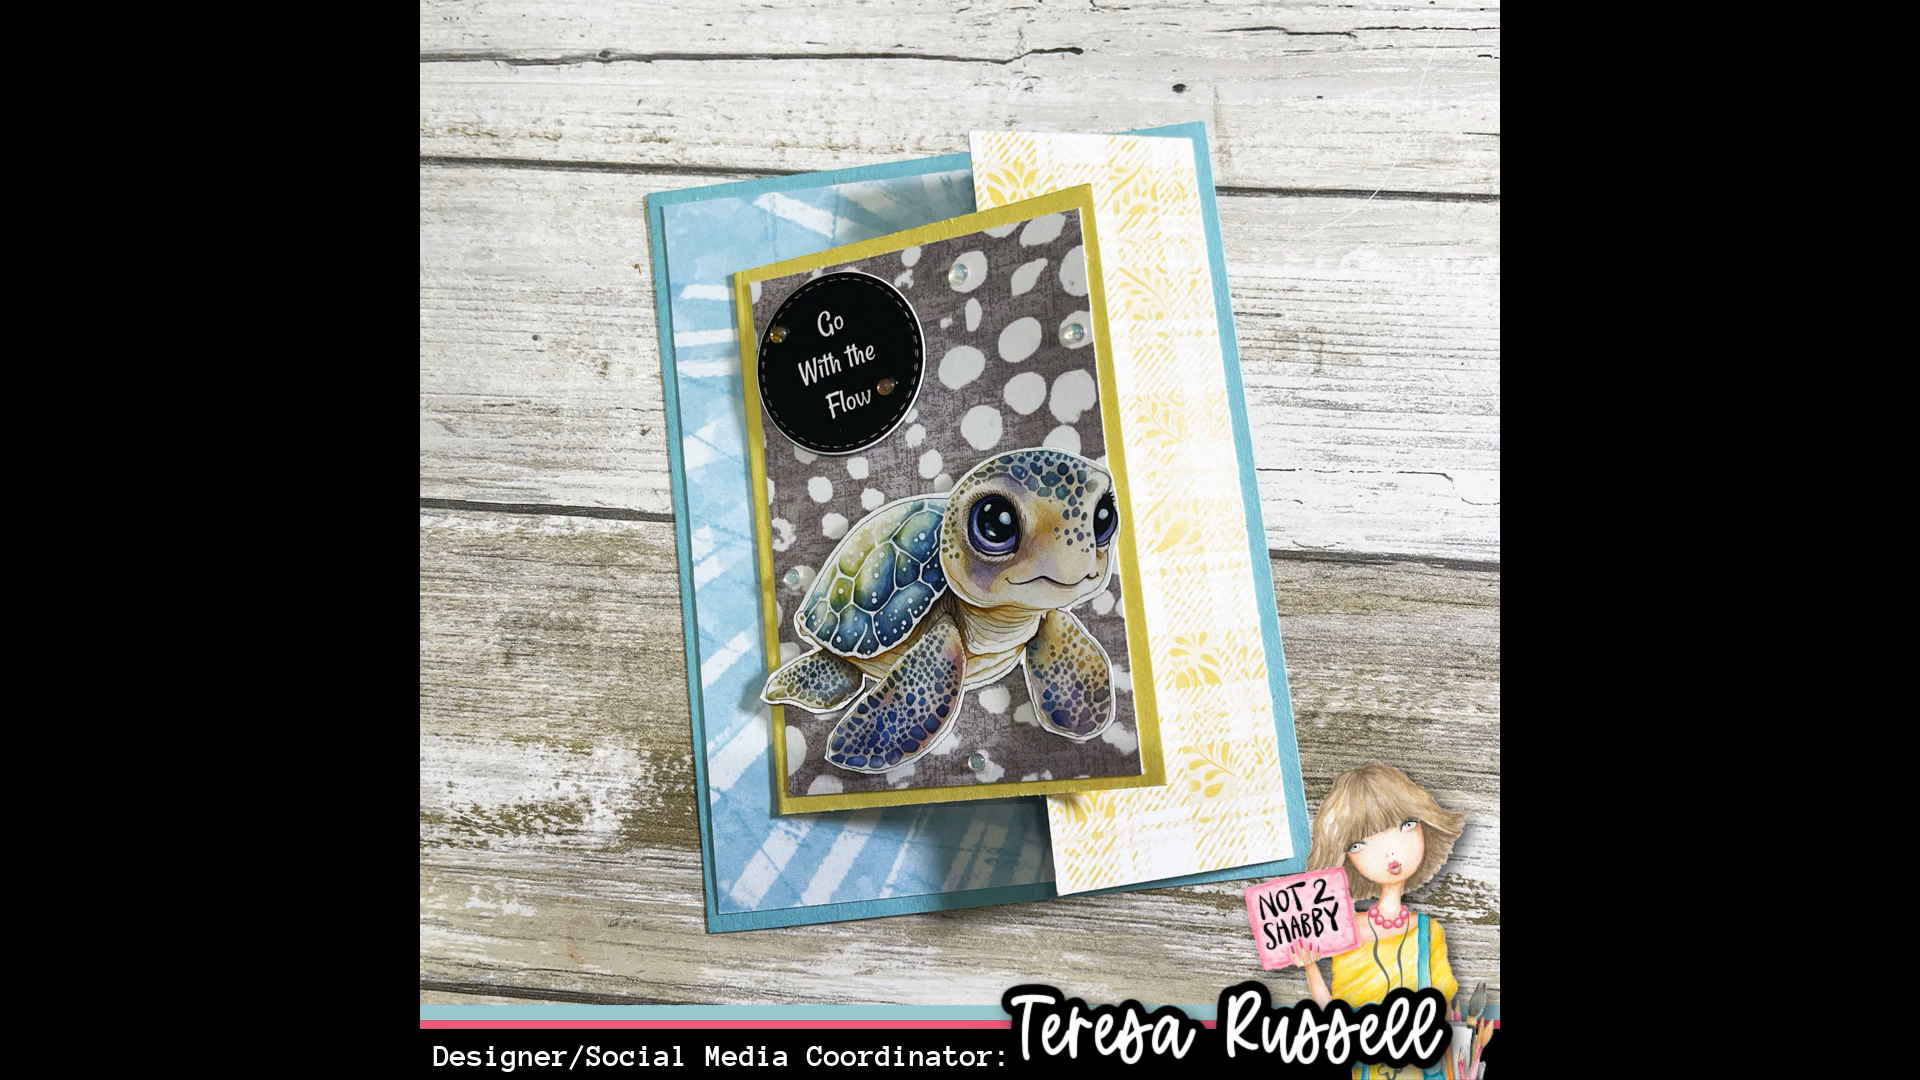 Go
With the
Flow
NOT 2
SHABBY
Designer/Social Media Coordinator: Teresa Russell